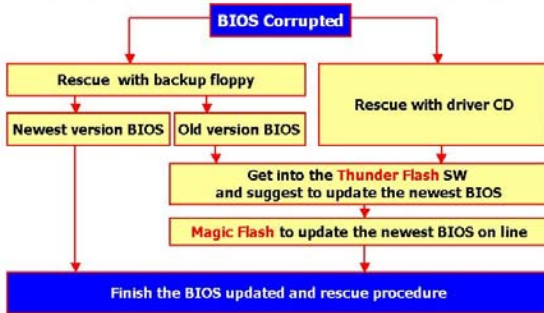 BIOS Corrupted
Rescue with backup floppy
Rescue with driver CD
Newest version BIOS
Old version BIOS
Get into the Thunder Flash SW
and suggest to update the newest BIOS
Magic Flash to update the newest BIOS on line
Finish the BIOS updated and rescue procedure